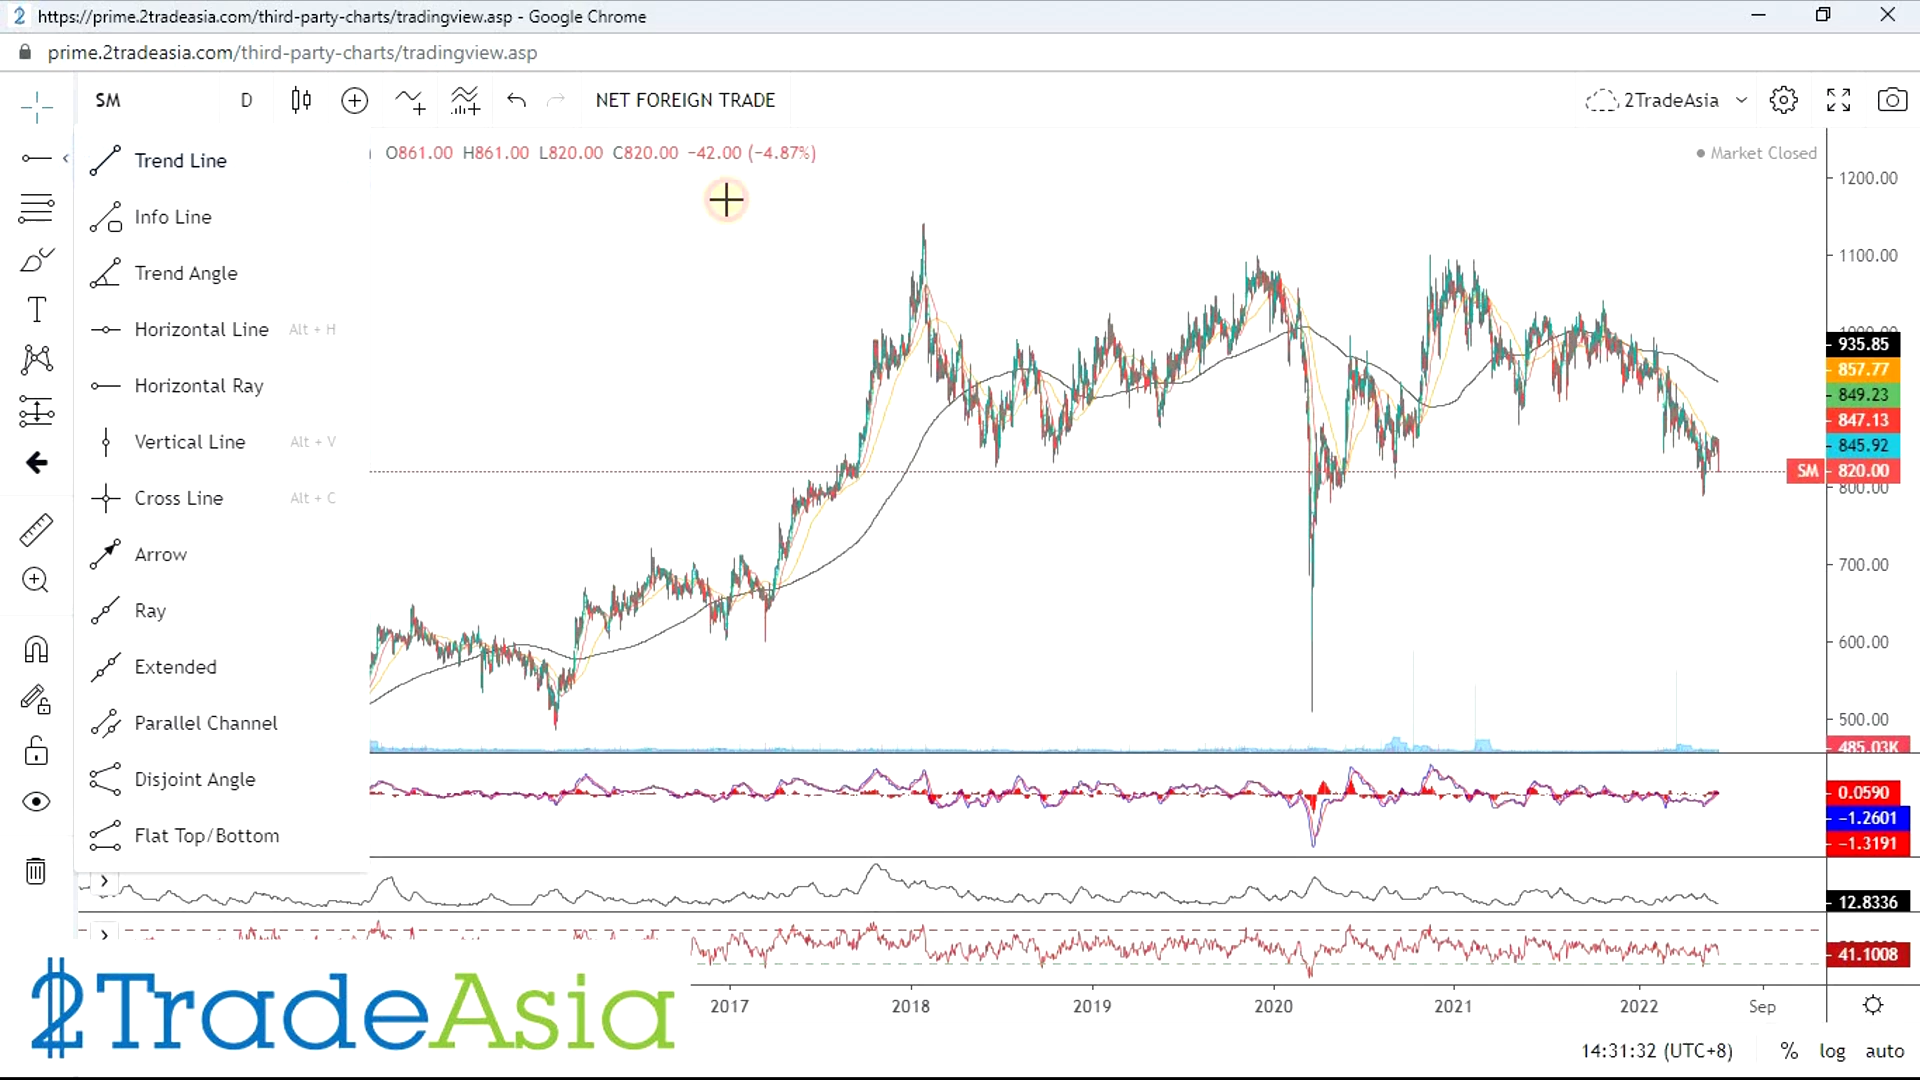 https://prime.2tradeasia.com/third-party-charts/tradingview.asp - Google Chrome
prime.2tradeasia.com/third-party-charts/tradingview.asp
SM D NET FOREIGN TRADE 2TradeAsia
O861.00 H861.00 L820.00 C820.00 −42.00 (−4.87%)
Market Closed
Trend Line
Info Line
Trend Angle
Horizontal Line Alt + H
Horizontal Ray
Vertical Line Alt + V
Cross Line Alt + C
Arrow
Ray
Extended
Parallel Channel
Disjoint Angle
Flat Top/Bottom
1200.00
1100.00
1000.00
935.85
857.77
849.23
847.13
845.92
SM 820.00
800.00
700.00
600.00
500.00
485.03K
0.0590
−1.2601
−1.3191
12.8336
41.1008
2017 2018 2019 2020 2021 2022 Sep
2TradeAsia
14:31:32 (UTC+8) % log auto